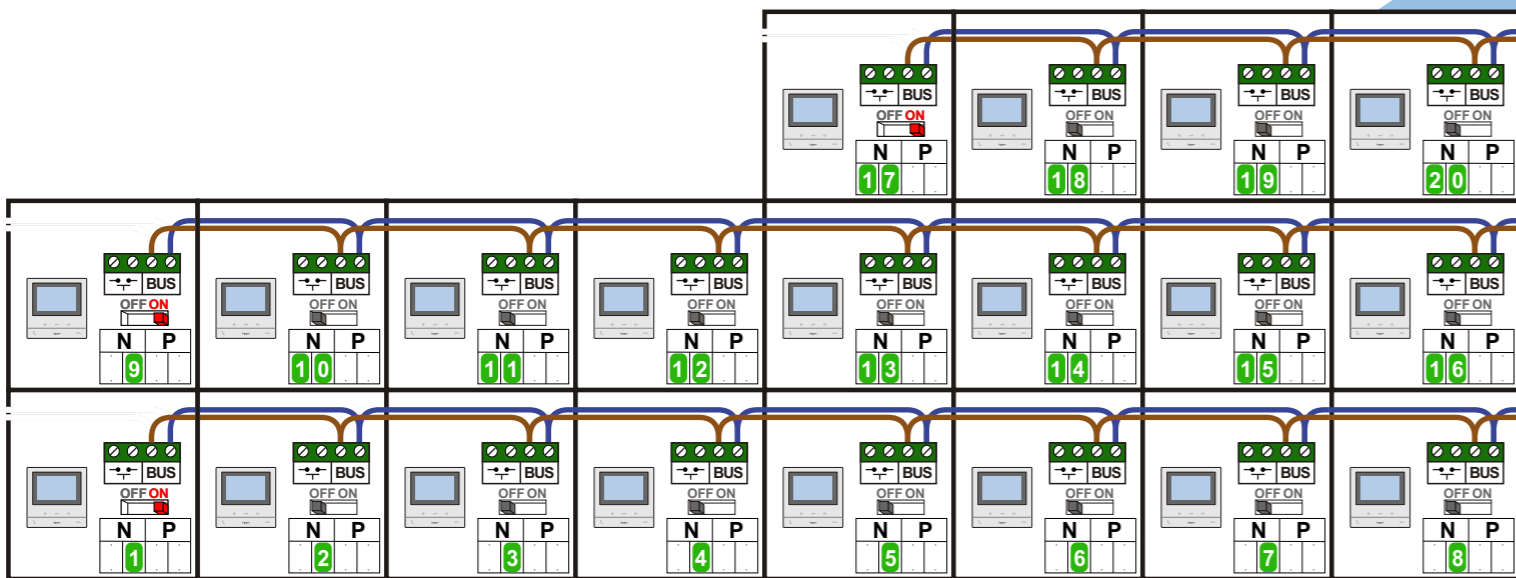 BUS BUS BUS BUS
OFF ON OFF ON OFF ON OFF ON
N P N P N P N P
17 18 19 20
BUS BUS BUS BUS BUS BUS BUS BUS
OFF ON OFF ON OFF ON OFF ON OFF ON OFF ON OFF ON OFF ON
N P N P N P N P N P N P N P N P
9 10 11 12 13 14 15 16
BUS BUS BUS BUS BUS BUS BUS BUS
OFF ON OFF ON OFF ON OFF ON OFF ON OFF ON OFF ON OFF ON
N P N P N P N P N P N P N P N P
1 2 3 4 5 6 7 8